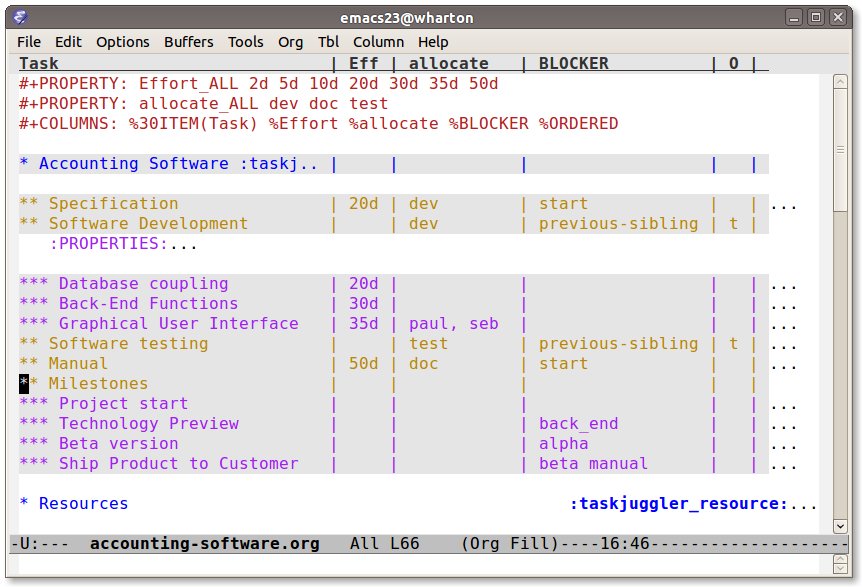 emacs23@wharton
File Edit Options Buffers Tools Org Tbl Column Help
Task | Eff | allocate | BLOCKER | O |
#+PROPERTY: Effort_ALL 2d 5d 10d 20d 30d 35d 50d
#+PROPERTY: allocate_ALL dev doc test
#+COLUMNS: %30ITEM(Task) %Effort %allocate %BLOCKER %ORDERED
* Accounting Software :taskj.. | | | | |
** Specification | 20d | dev | start | | ...
** Software Development | | dev | previous-sibling | t |
:PROPERTIES:...
*** Database coupling | 20d | | | | ...
*** Back-End Functions | 30d | | | | ...
*** Graphical User Interface | 35d | paul, seb | | | ...
** Software testing | | test | previous-sibling | t | ...
** Manual | 50d | doc | start | | ...
** Milestones | | | | |
*** Project start | | | | | ...
*** Technology Preview | | | back_end | | ...
*** Beta version | | | alpha | | ...
*** Ship Product to Customer | | | beta manual | | ...
* Resources :taskjuggler_resource:...
-U:--- accounting-software.org All L66 (Org Fill)----16:46--------------------